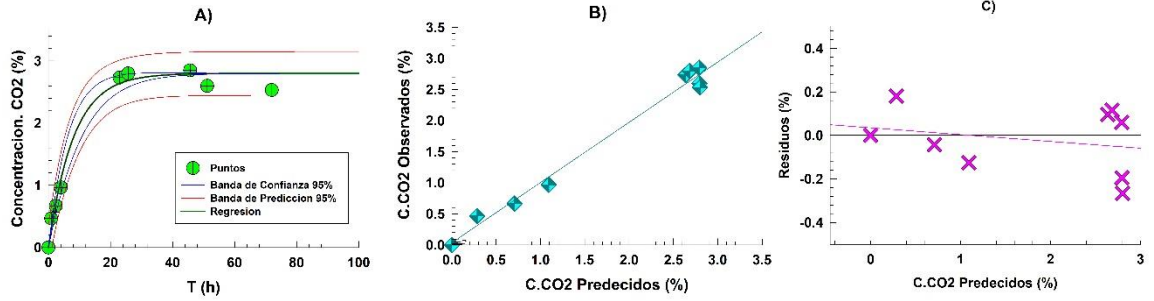 A)
Concentracion. CO2 (%)
3
2
1
0
0
20
40
60
80
100
T (h)
Puntos
Banda de Confianza 95%
Banda de Prediccion 95%
Regresion
B)
C.CO2 Observados (%)
3.5
3.0
2.5
2.0
1.5
1.0
0.5
0.0
0.0
0.5
1.0
1.5
2.0
2.5
3.0
3.5
C.CO2 Predecidos (%)
C)
Residuos (%)
0.4
0.2
0.0
-0.2
-0.4
0
1
2
3
C.CO2 Predecidos (%)